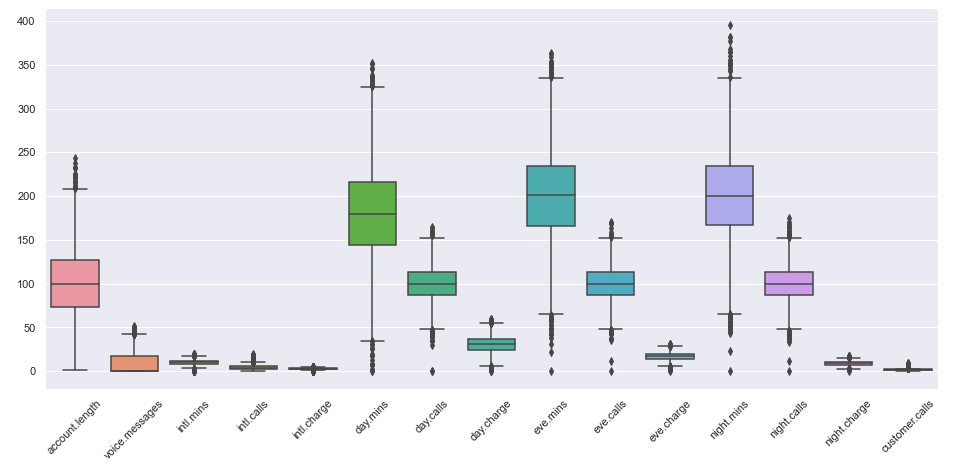 400
350
300
250
200
150
100
50
0
account.length
voice.messages
intl.mins
intl.calls
intl.charge
day.mins
day.calls
day.charge
eve.mins
eve.calls
eve.charge
night.mins
night.calls
night.charge
customer.calls